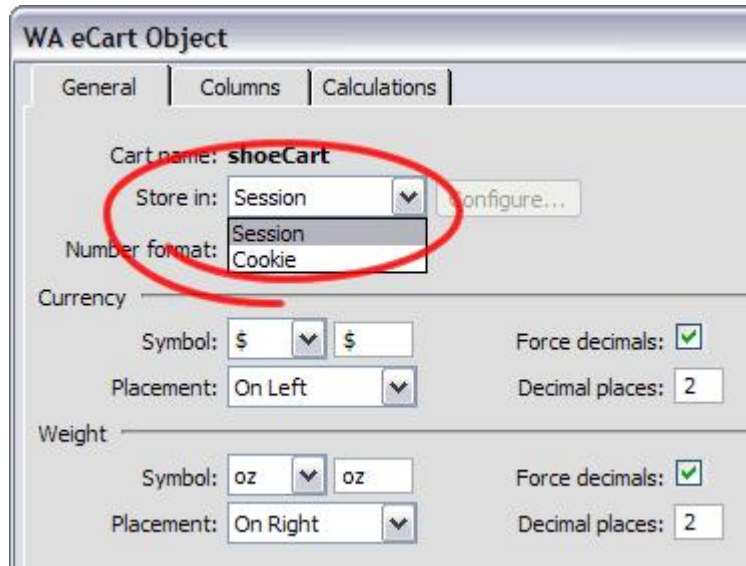 WA eCart Object
General Columns Calculations
Cart name: shoeCart
Store in: Session Configure...
Session
Number format:
Cookie
Currency
Symbol: $ $ Force decimals:
Placement: On Left Decimal places: 2
Weight
Symbol: oz oz Force decimals:
Placement: On Right Decimal places: 2